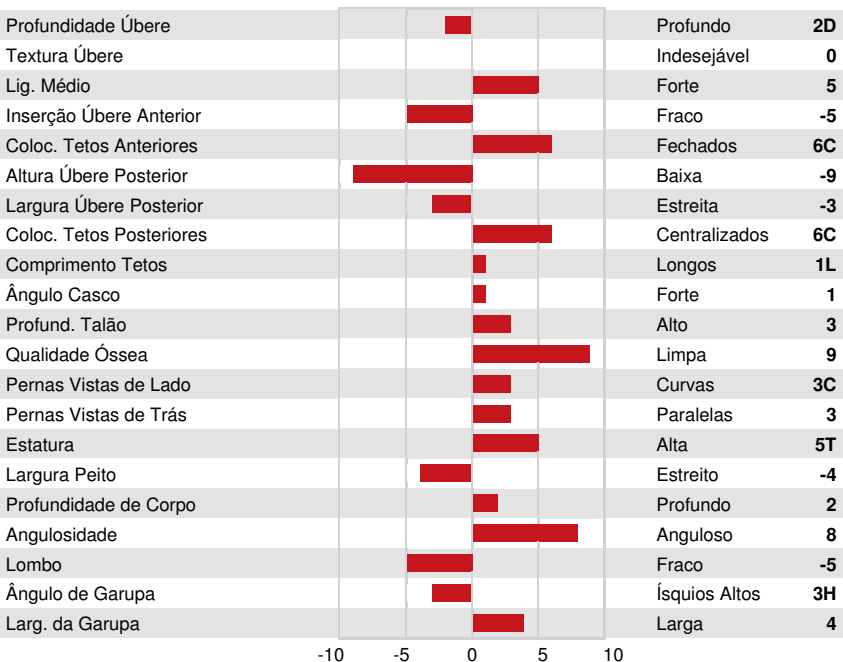 Profundidade Úbere Profundo 2D
Textura Úbere Indesejável 0
Lig. Médio Forte 5
Inserção Úbere Anterior Fraco -5
Coloc. Tetos Anteriores Fechados 6C
Altura Úbere Posterior Baixa -9
Largura Úbere Posterior Estreita -3
Coloc. Tetos Posteriores Centralizados 6C
Comprimento Tetos Longos 1L
Ângulo Casco Forte 1
Profund. Talão Alto 3
Qualidade Óssea Limpa 9
Pernas Vistas de Lado Curvas 3C
Pernas Vistas de Trás Paralelas 3
Estatura Alta 5T
Largura Peito Estreito -4
Profundidade de Corpo Profundo 2
Angulosidade Anguloso 8
Lombo Fraco -5
Ângulo de Garupa Ísquios Altos 3H
Larg. da Garupa Larga 4
-10 -5 0 5 10